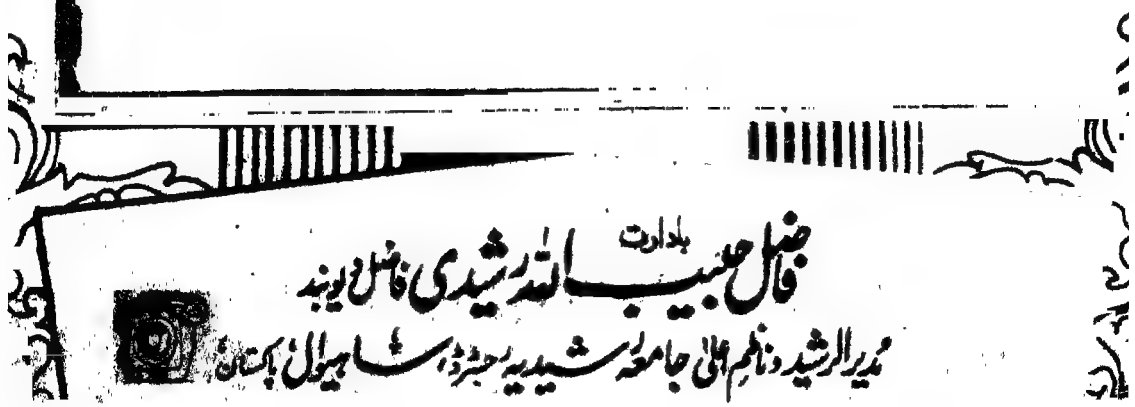 بادارت
فاضل حبیب اللہ رشیدی فاضل دیوبند
مدیر الرشید و ناظم اعلیٰ جامعہ رشیدیہ رجسٹرڈ، ساہیوال، پاکستان